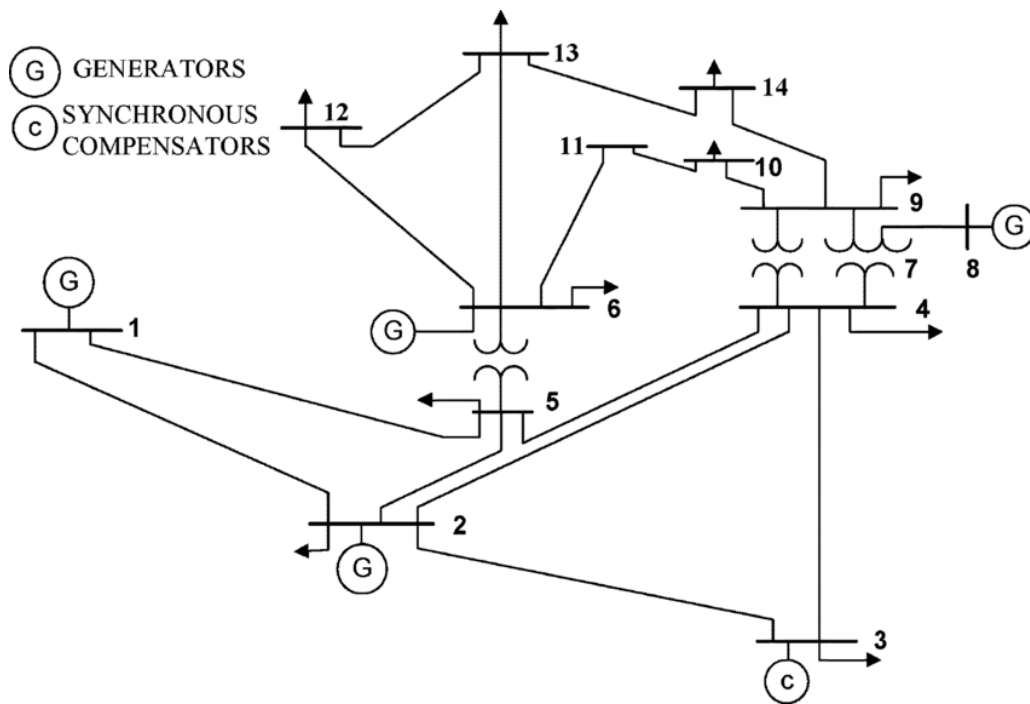 G GENERATORS
C SYNCHRONOUS
COMPENSATORS
13
14
12
11
10
9
G
8
7
G
1
6
4
G
5
2
G
3
C